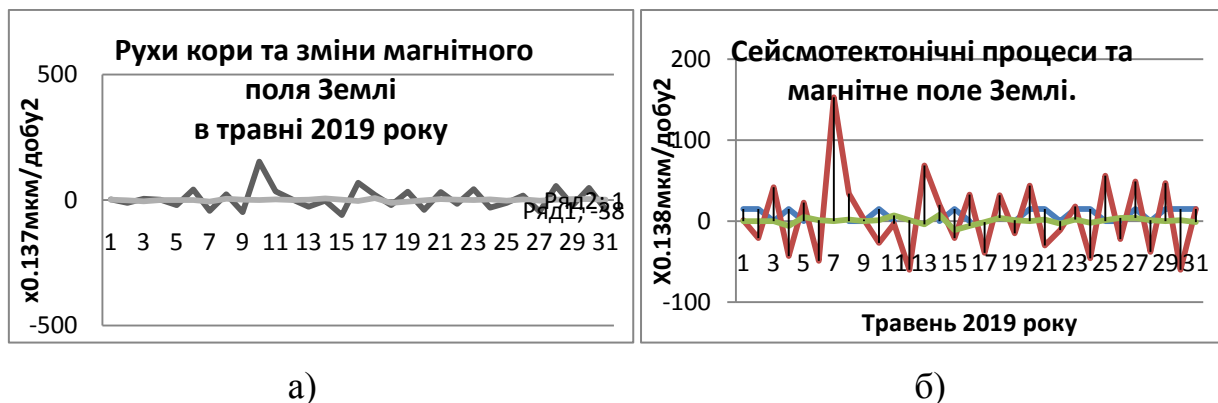 Рухи кори та зміни магнітного
поля Землі
в травні 2019 року
х0.137мкм/добу2
500
0
-500
1 3 5 7 9 11 13 15 17 19 21 23 25 27 29 31
Ряд2; 1
Ряд1; -38
а)
Сейсмотектонічні процеси та
магнітне поле Землі.
Х0.138мкм/добу2
200
100
0
-100
1 3 5 7 9 11 13 15 17 19 21 23 25 27 29 31
Травень 2019 року
б)